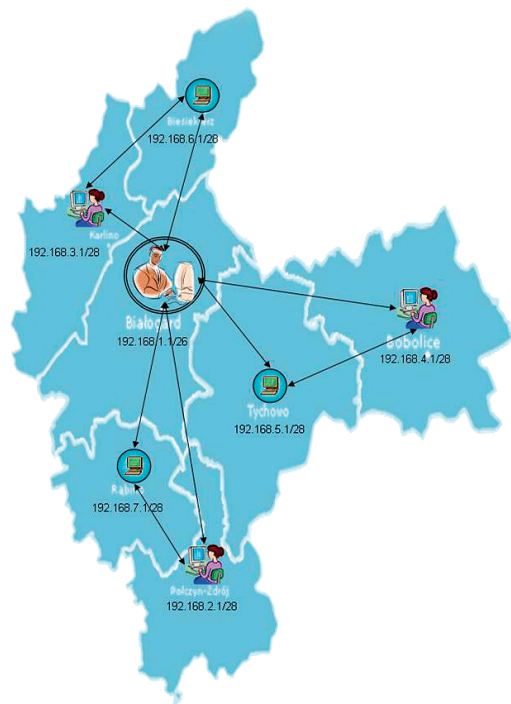 Biesiekierz
192.168.6.1/28
Karlino
192.168.3.1/28
Białogard
192.168.1.1/26
Bobolice
192.168.4.1/28
Tychowo
192.168.5.1/28
Rąbino
192.168.7.1/28
Połczyn-Zdrój
192.168.2.1/28